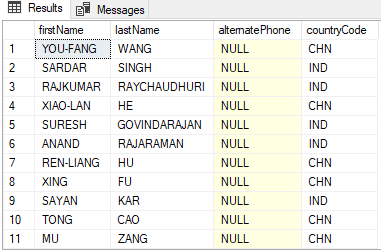 Results Messages
firstName lastName alternatePhone countryCode
1 YOU-FANG WANG NULL CHN
2 SARDAR SINGH NULL IND
3 RAJKUMAR RAYCHAUDHURI NULL IND
4 XIAO-LAN HE NULL CHN
5 SURESH GOVINDARAJAN NULL IND
6 ANAND RAJARAMAN NULL IND
7 REN-LIANG HU NULL CHN
8 XING FU NULL CHN
9 SAYAN KAR NULL IND
10 TONG CAO NULL CHN
11 MU ZANG NULL CHN